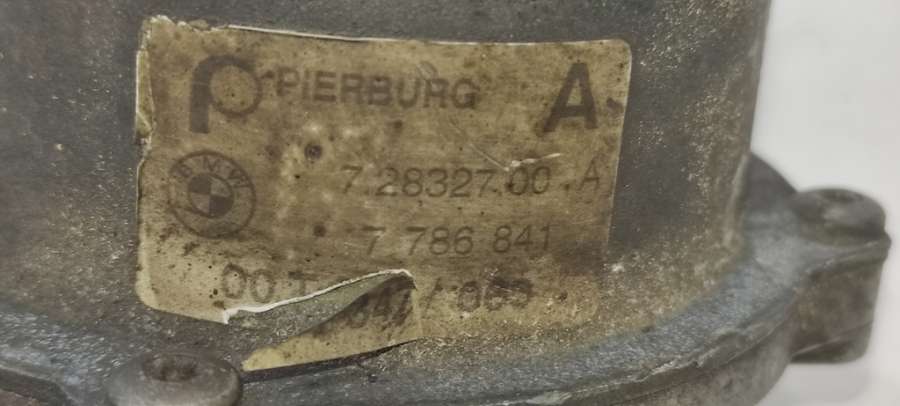 PIERBURG A
BMW
7.28327.00 .A
7 786 841